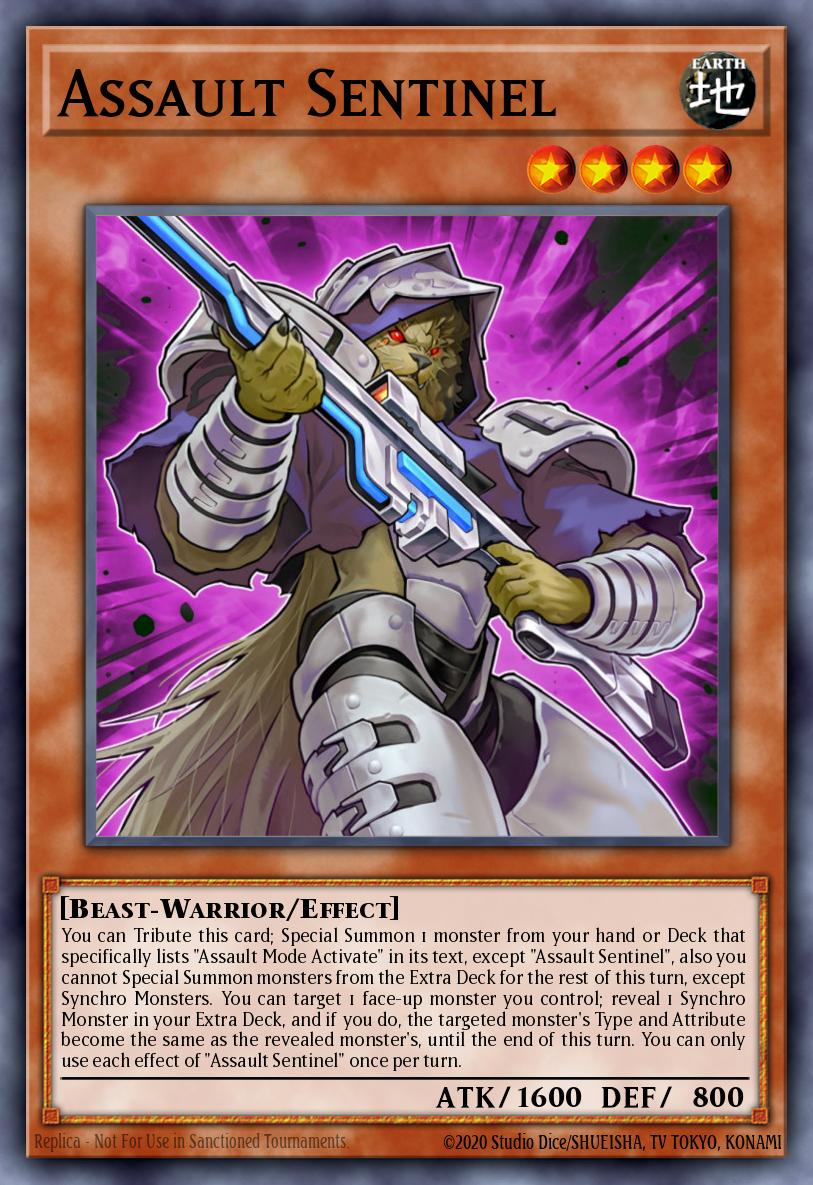 Assault Sentinel
EARTH
地
[Beast-Warrior/Effect]
You can Tribute this card; Special Summon 1 monster from your hand or Deck that
specifically lists "Assault Mode Activate" in its text, except "Assault Sentinel", also you
cannot Special Summon monsters from the Extra Deck for the rest of this turn, except
Synchro Monsters. You can target 1 face-up monster you control; reveal 1 Synchro
Monster in your Extra Deck, and if you do, the targeted monster's Type and Attribute
become the same as the revealed monster's, until the end of this turn. You can only
use each effect of "Assault Sentinel" once per turn.
ATK/1600 DEF/ 800
Replica - Not For Use in Sanctioned Tournaments. ©2020 Studio Dice/SHUEISHA, TV TOKYO, KONAMI